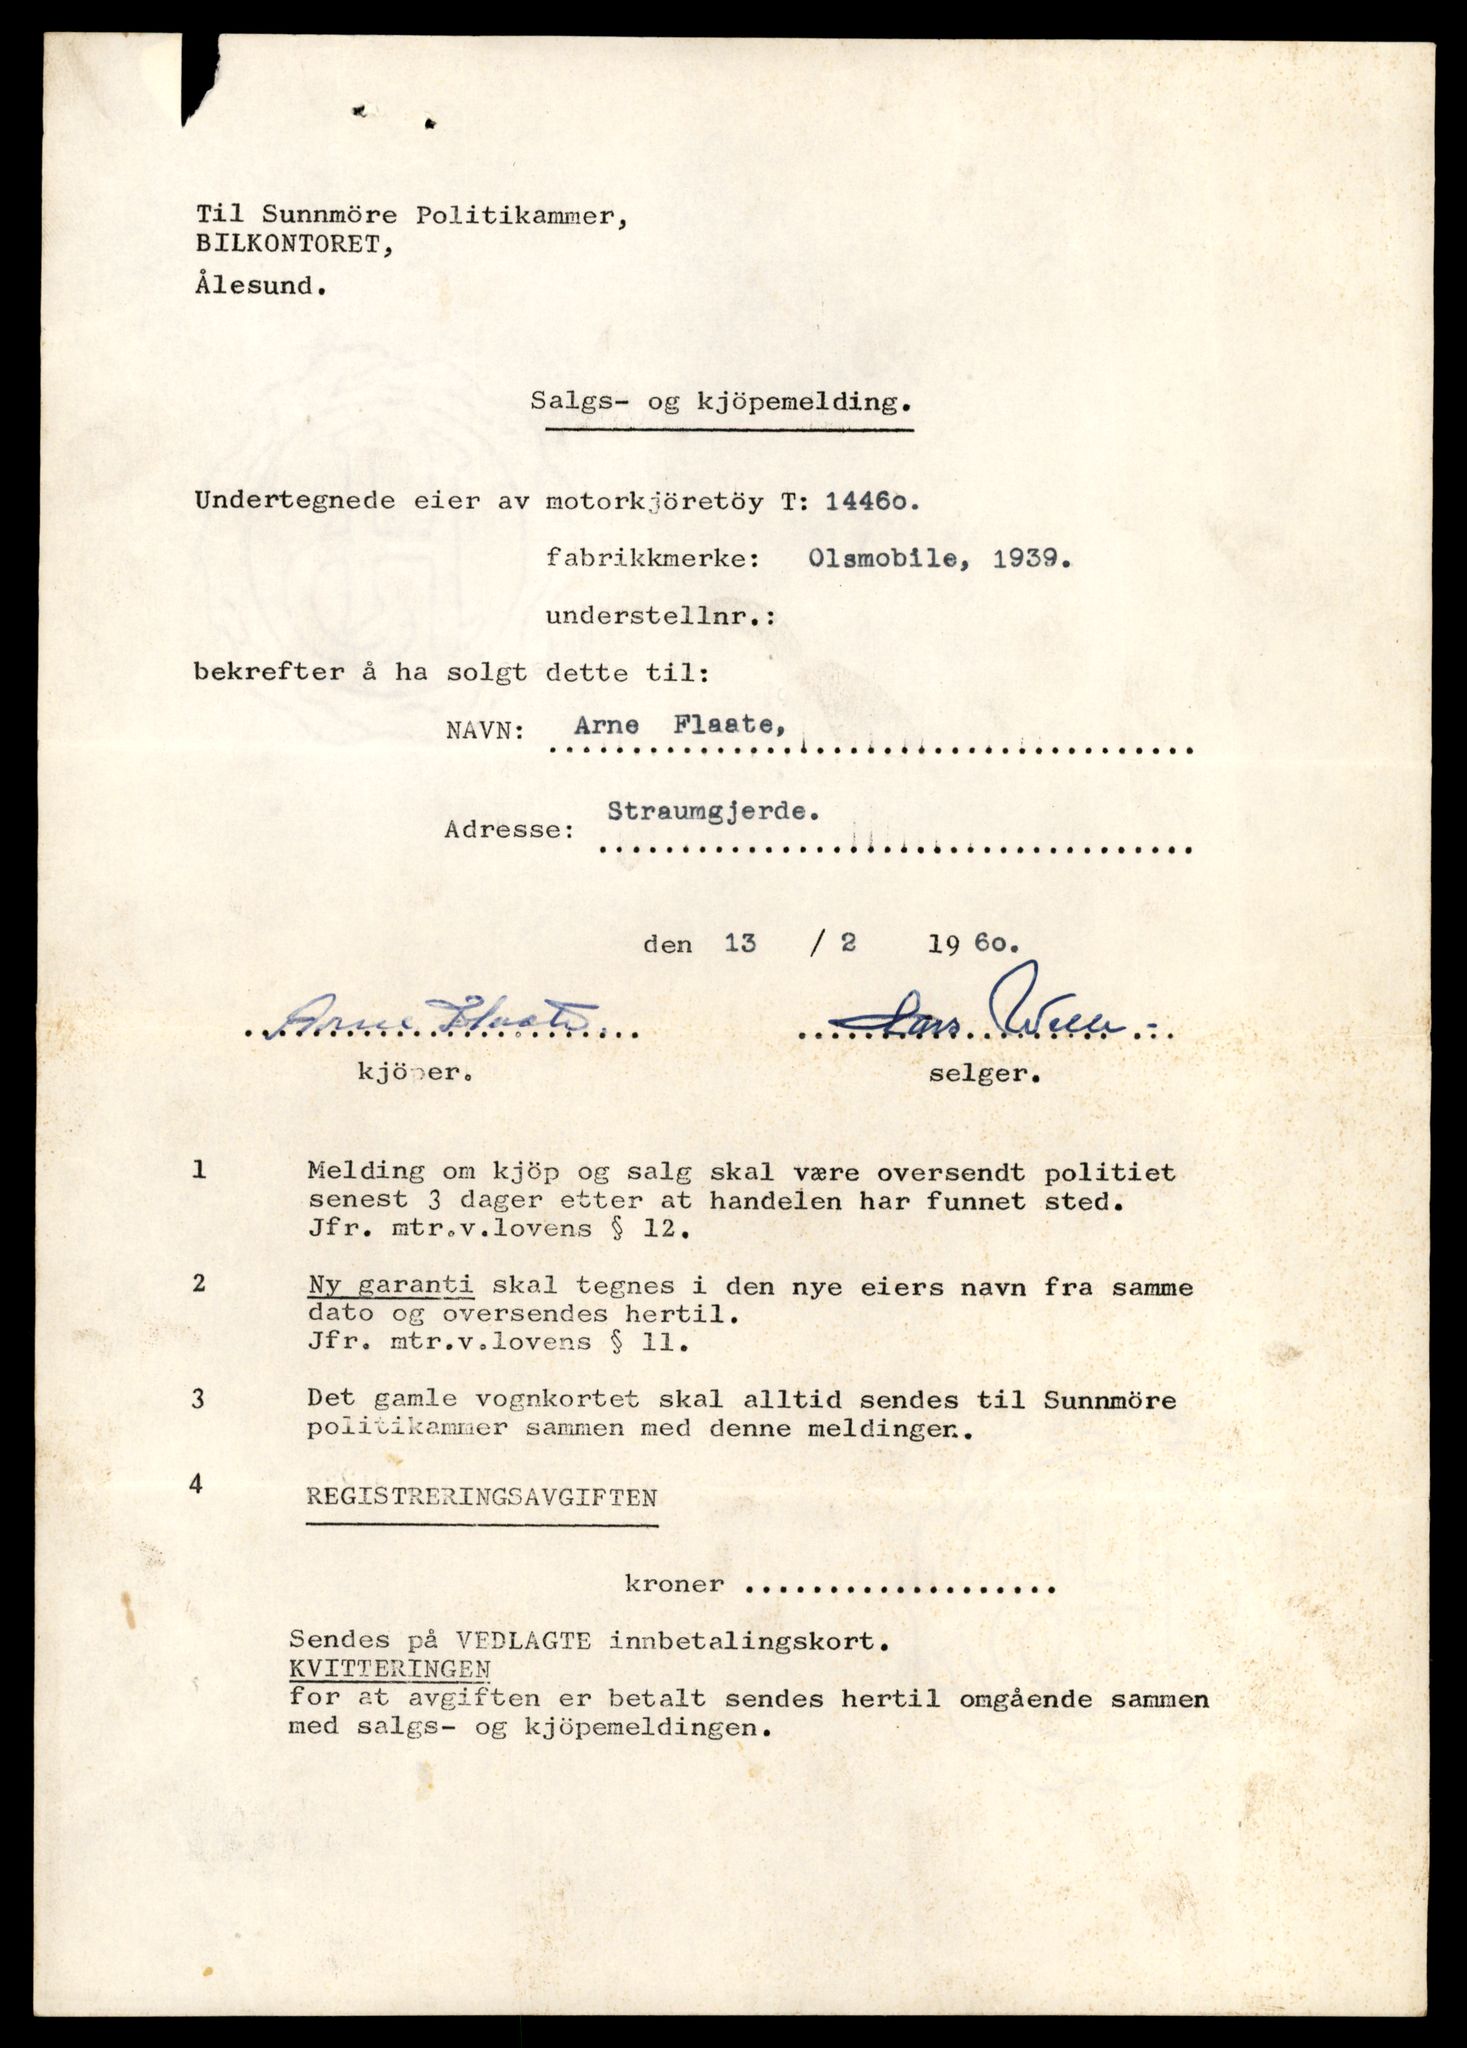 Til Sunnmöre Politikammer,
BILKONTORET,
Ålesund.
Salgs- og kjöpemelding.
Undertegnede eier av motorkjöretöy T: 1446o.
fabrikkmerke: Olsmobile, 1939.
understellnr.:
bekrefter å ha solgt dette til:
NAVN: Arne Flaate,
Adresse: Straumgjerde.
den 13 / 2 19 6o.
Arne Flaate
kjöper.
selger.
1 Melding om kjöp og salg skal være oversendt politiet
senest 3 dager etter at handelen har funnet sted.
Jfr. mtr.v.lovens § 12.
2 Ny garanti skal tegnes i den nye eiers navn fra samme
dato og oversendes hertil.
Jfr. mtr.v.lovens § 11.
3 Det gamle vognkortet skal alltid sendes til Sunnmöre
politikammer sammen med denne meldingen.
4 REGISTRERINGSAVGIFTEN
kroner ...................
Sendes på VEDLAGTE innbetalingskort.
KVITTERINGEN
for at avgiften er betalt sendes hertil omgående sammen
med salgs- og kjöpemeldingen.